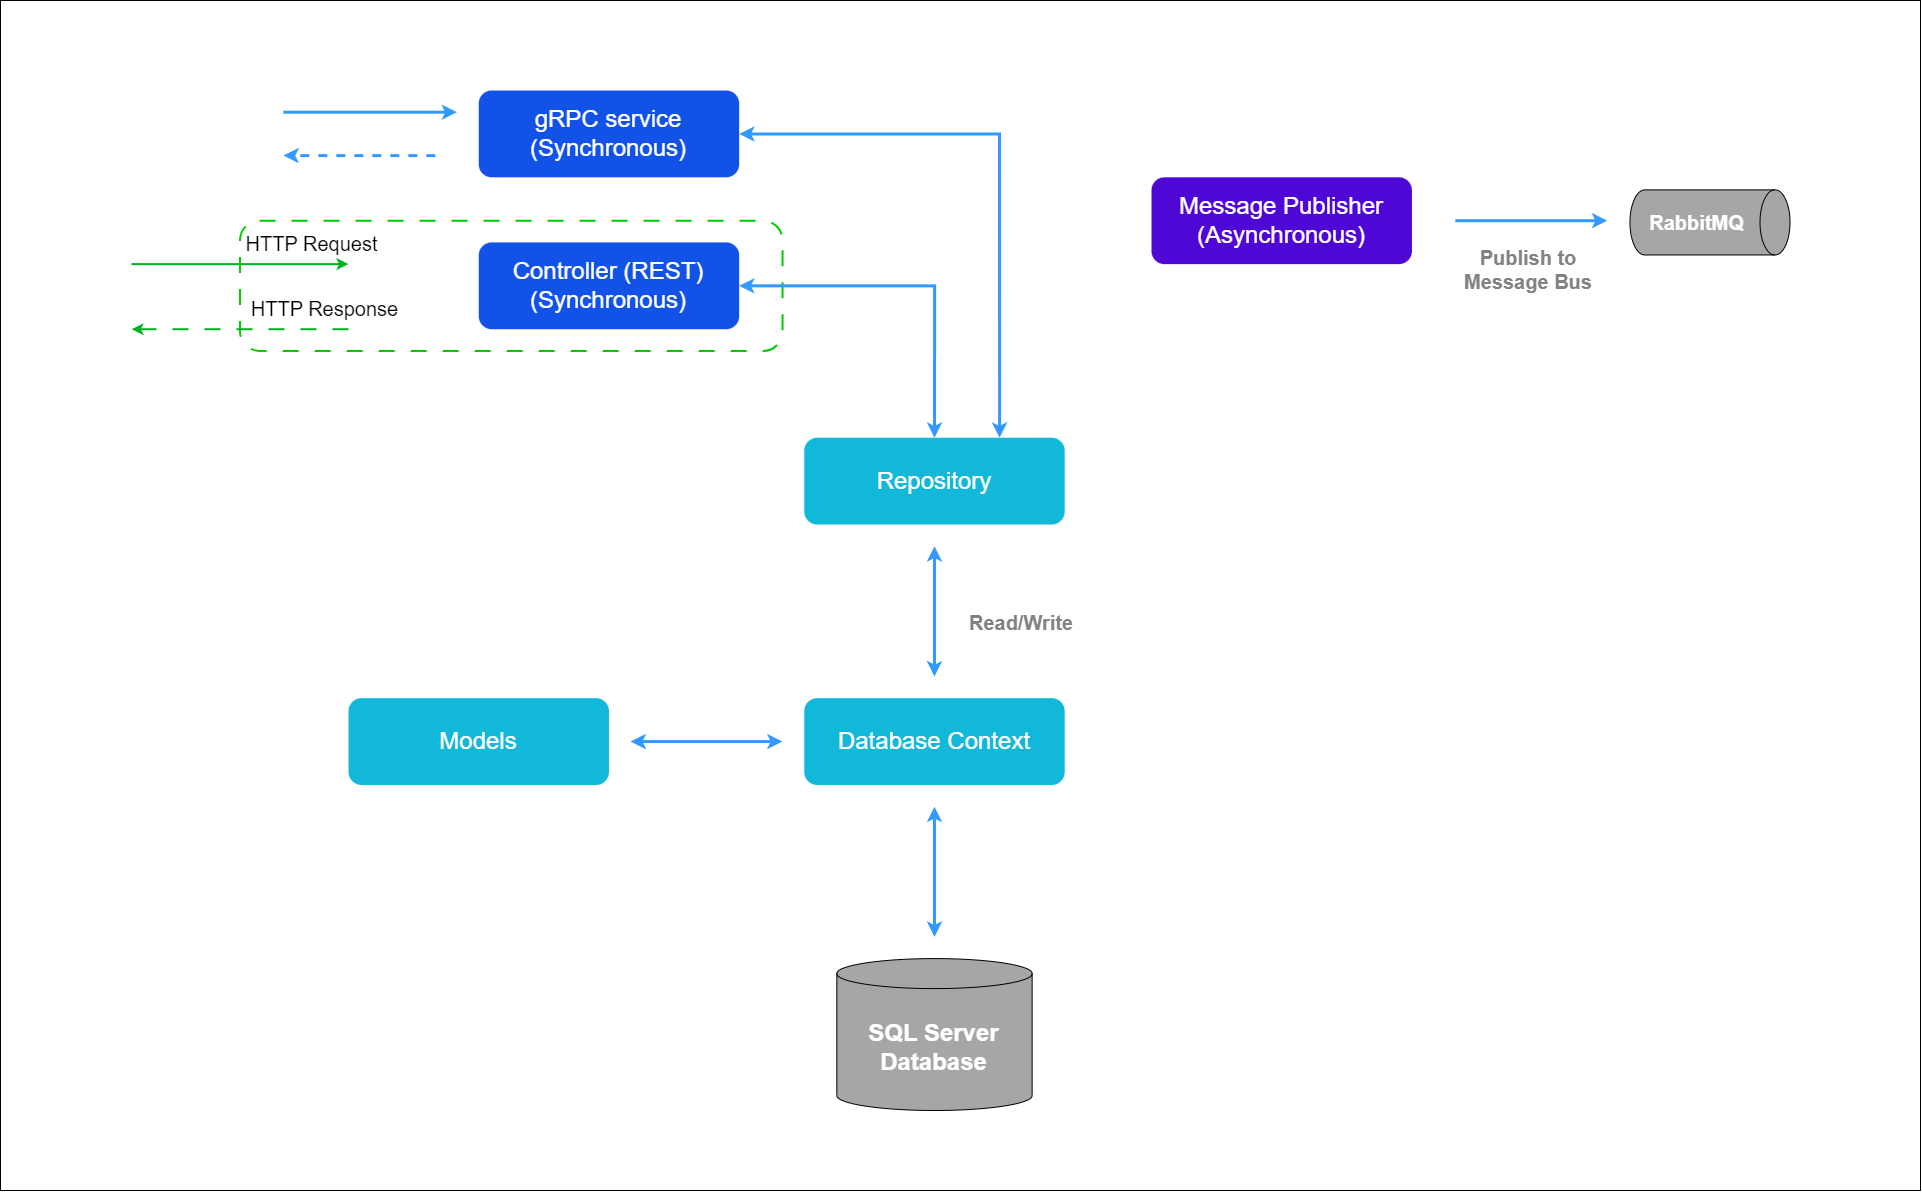 gRPC service
(Synchronous)
HTTP Request
Controller (REST)
(Synchronous)
HTTP Response
Message Publisher
(Asynchronous)
Publish to
Message Bus
RabbitMQ
Repository
Read/Write
Models
Database Context
SQL Server
Database